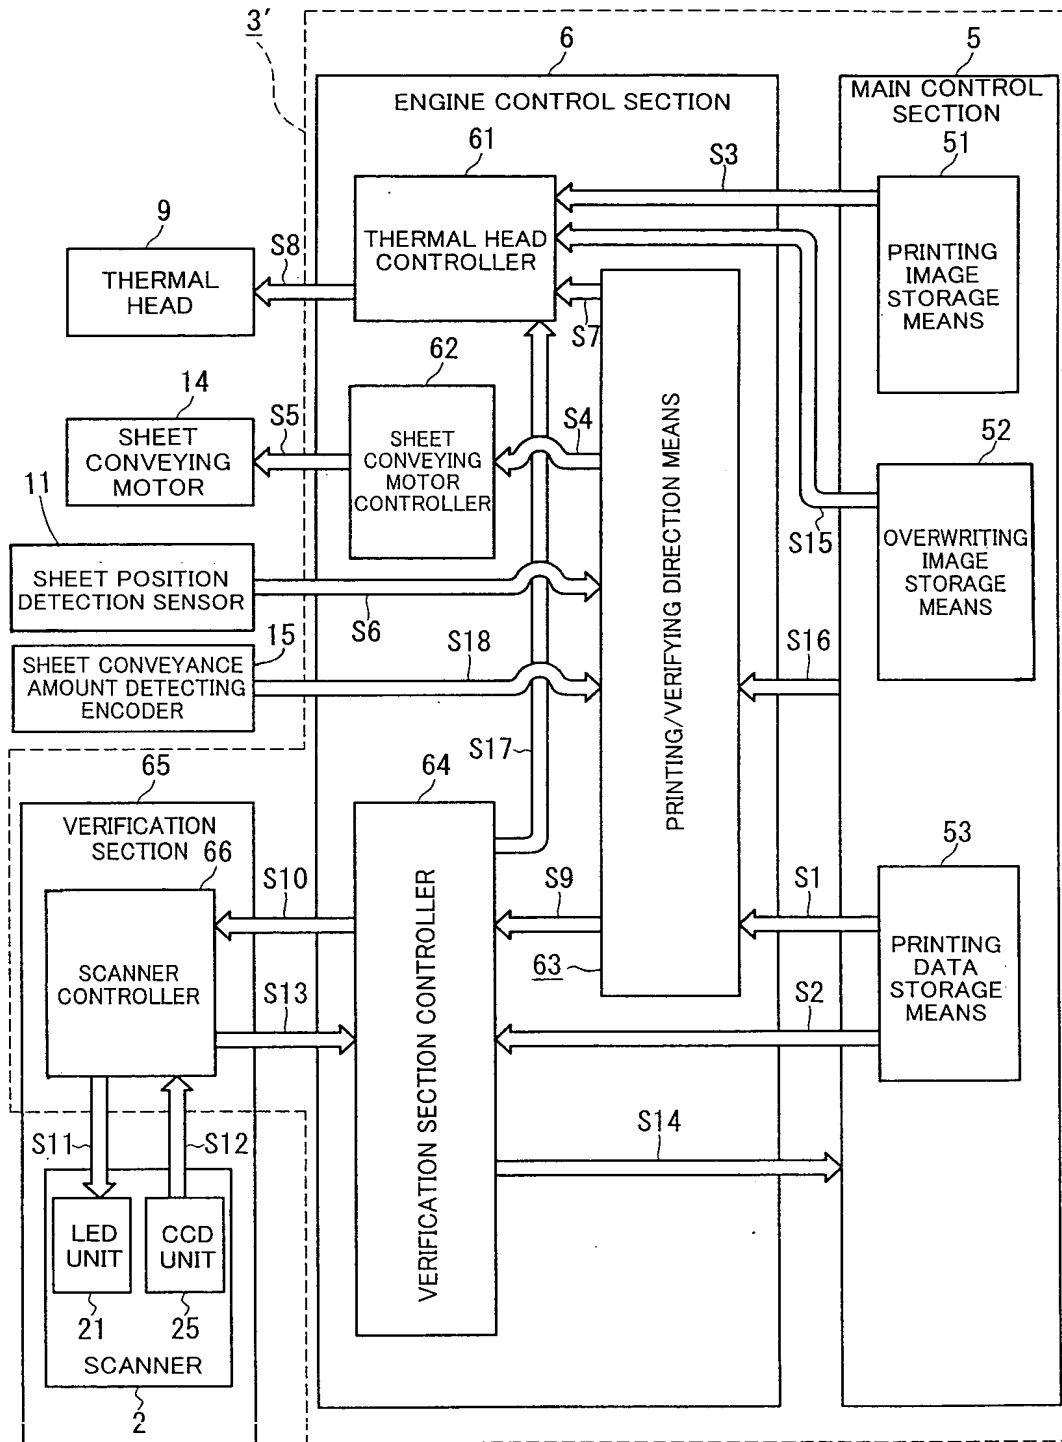 3′
6
5
ENGINE CONTROL SECTION
MAIN CONTROL
SECTION
61
S3
51
9
S8
THERMAL
HEAD
THERMAL HEAD
CONTROLLER
PRINTING
IMAGE
STORAGE
MEANS
S7
62
14
S5
SHEET
CONVEYING
MOTOR
SHEET
CONVEYING
MOTOR
CONTROLLER
S4
52
11
SHEET POSITION
DETECTION SENSOR
S6
S15
OVERWRITING
IMAGE
STORAGE
MEANS
SHEET CONVEYANCE
AMOUNT DETECTING
ENCODER
15
S18
S16
PRINTING/VERIFYING DIRECTION MEANS
S17
65
64
VERIFICATION
SECTION
66
53
S10
S9
S1
SCANNER
CONTROLLER
63
PRINTING
DATA
STORAGE
MEANS
S13
S2
VERIFICATION SECTION CONTROLLER
S11
S12
S14
LED
UNIT
CCD
UNIT
21
25
SCANNER
2